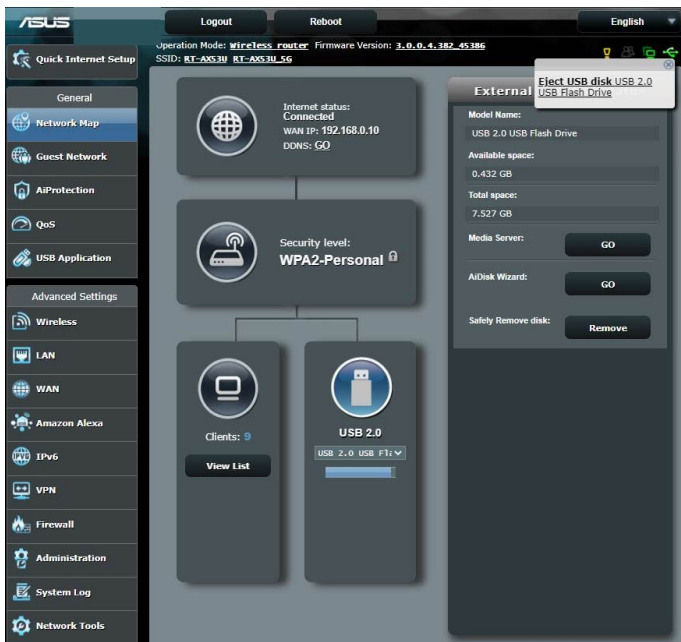 ASUS
Logout
Reboot
English
Operation Mode: Wireless router Firmware Version: 3.0.0.4.382_45386
SSID: RT-AX53U RT-AX53U_5G
Eject USB disk USB 2.0
USB Flash Drive
Quick Internet Setup
General
Network Map
Guest Network
AiProtection
QoS
USB Application
Advanced Settings
Wireless
LAN
WAN
Amazon Alexa
IPv6
VPN
Firewall
Administration
System Log
Network Tools
Internet status:
Connected
WAN IP: 192.168.0.10
DDNS: GO
Security level:
WPA2-Personal
Clients: 9
View List
USB 2.0
USB 2.0 USB Fl
External
Model Name:
USB 2.0 USB Flash Drive
Available space:
0.432 GB
Total space:
7.527 GB
Media Server:
GO
AiDisk Wizard:
GO
Safely Remove disk:
Remove